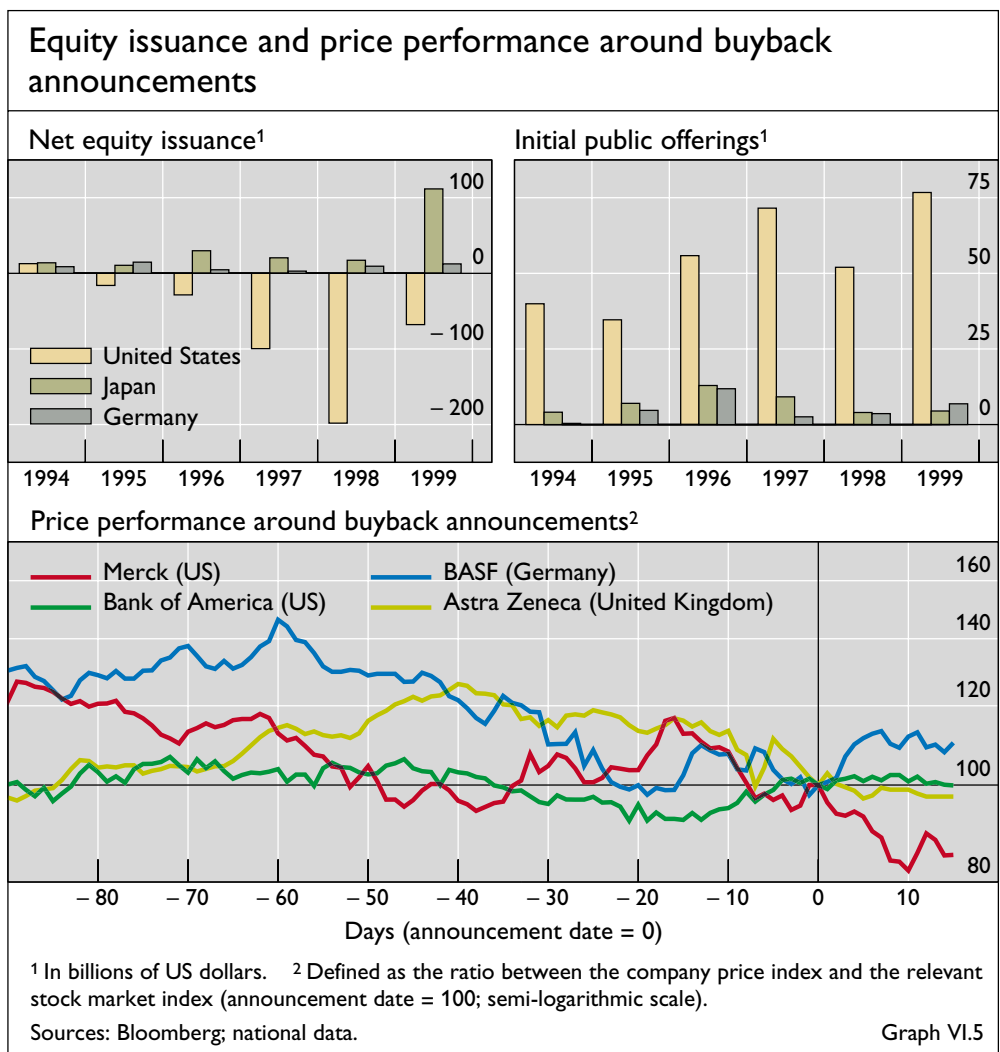 Equity issuance and price performance around buyback
announcements
Net equity issuance¹
100
0
– 100
– 200
United States
Japan
Germany
1994 1995 1996 1997 1998 1999
Initial public offerings¹
75
50
25
0
1994 1995 1996 1997 1998 1999
Price performance around buyback announcements²
Merck (US)
Bank of America (US)
BASF (Germany)
Astra Zeneca (United Kingdom)
160
140
120
100
80
– 80 – 70 – 60 – 50 – 40 – 30 – 20 – 10 0 10
Days (announcement date = 0)
¹ In billions of US dollars. ² Defined as the ratio between the company price index and the relevant
stock market index (announcement date = 100; semi-logarithmic scale).
Sources: Bloomberg; national data. Graph VI.5